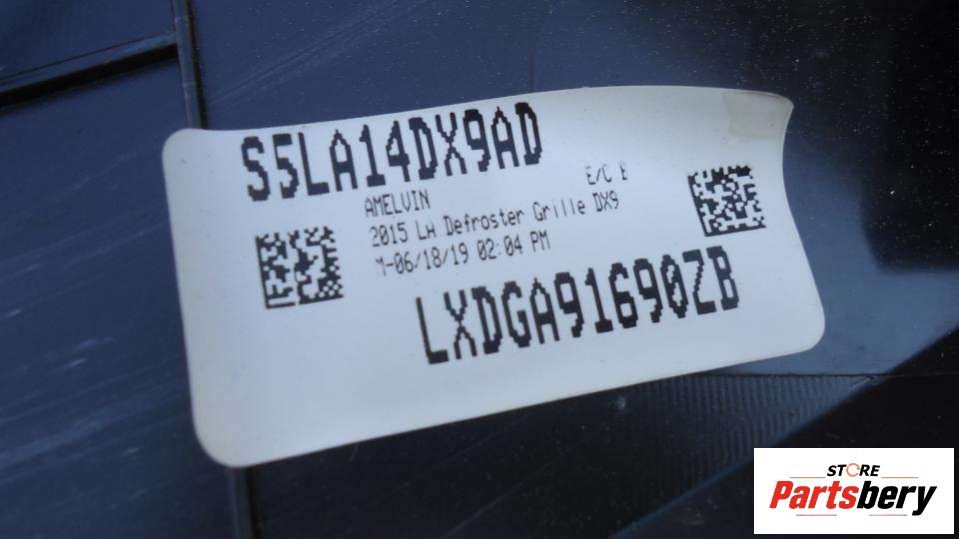 S5LA14DX9AD
AMELVIN
E/C B
2015 LH Defroster Grille DX9
M-06/18/19 02:04 PM
LXDGA91690ZB
STORE
Partsbery